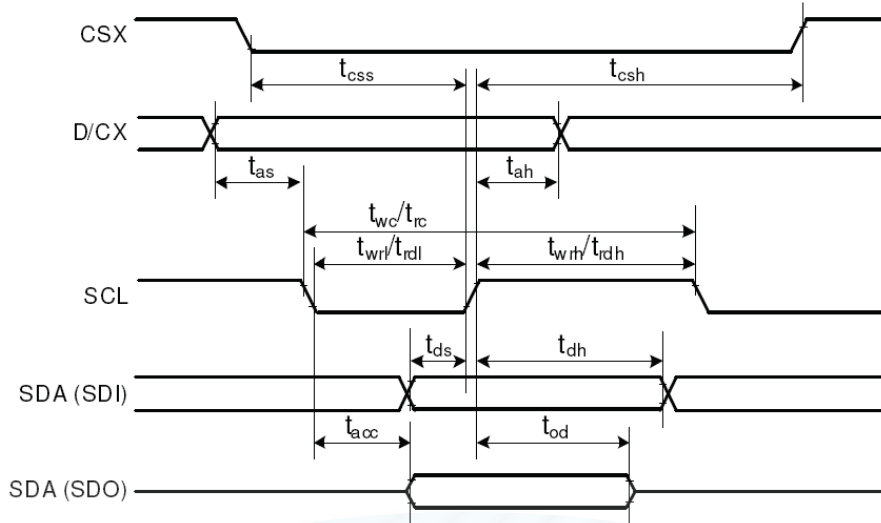 CSX
tcss
tcsh
D/CX
tas
tah
twc/trc
twrl/trdl
twrh/trdh
SCL
tds
tdh
SDA (SDI)
tacc
tod
SDA (SDO)